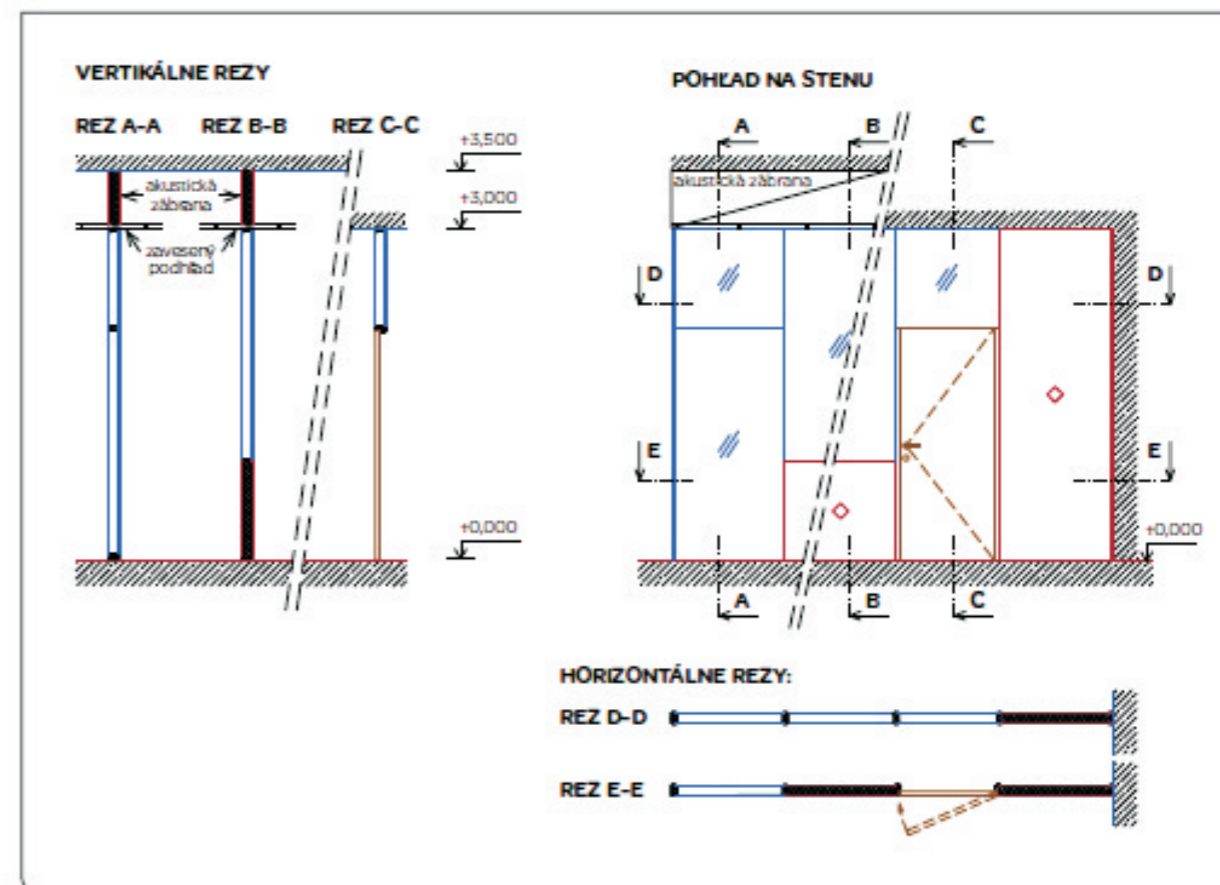 VERTIKÁLNE REZY
REZ A-A REZ B-B REZ C-C
+3,500
akustická
zábrana
+3,000
zavesený
podhľad
+0,000
POHĽAD NA STENU
A B C
akustická zábrana
D D
E E
+0,000
A B C
HORIZONTÁLNE REZY:
REZ D-D
REZ E-E